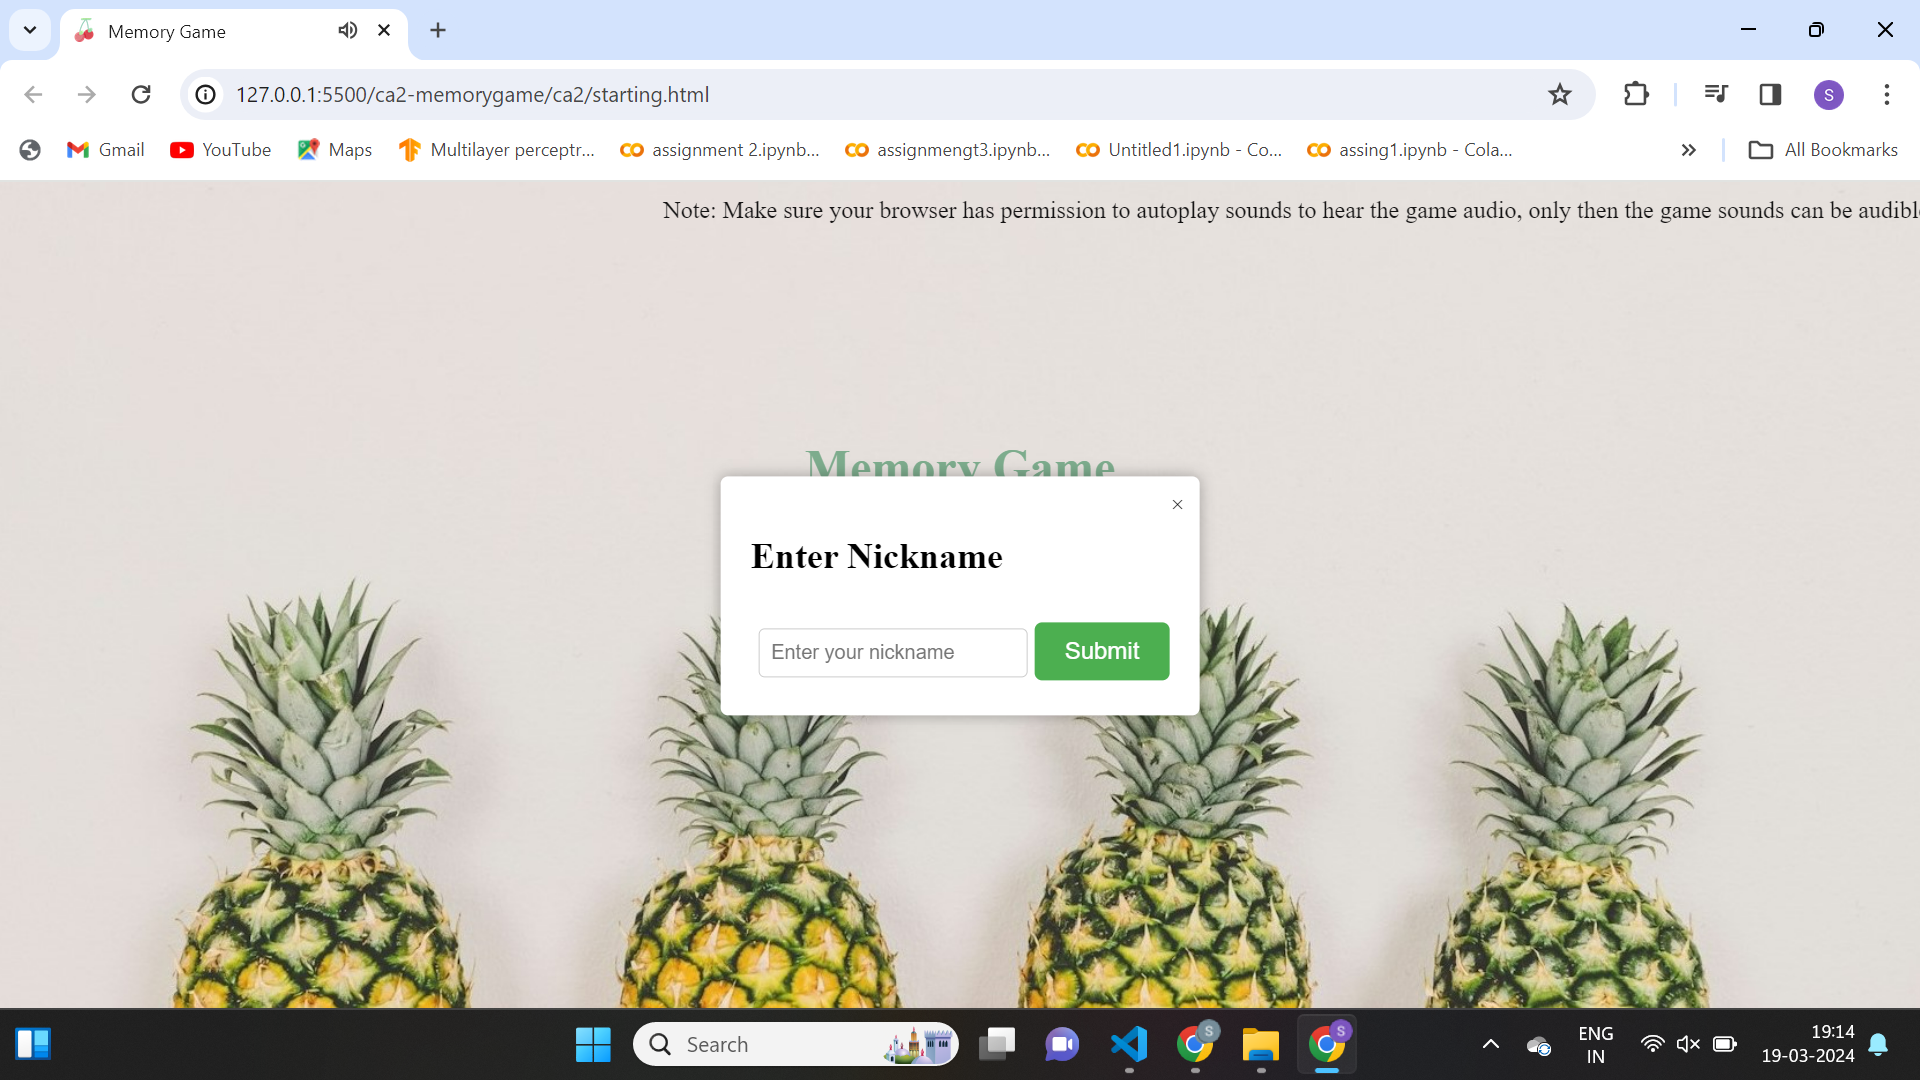 Memory Game
127.0.0.1:5500/ca2-memorygame/ca2/starting.html
S
Gmail
YouTube
Maps
Multilayer perceptr...
assignment 2.ipynb...
assignmengt3.ipynb...
Untitled1.ipynb - Co...
assing1.ipynb - Cola...
All Bookmarks
Note: Make sure your browser has permission to autoplay sounds to hear the game audio, only then the game sounds can be audibl
Memory Game
Enter Nickname
Enter your nickname
Submit
Search
S
S
ENG
IN
19:14
19-03-2024